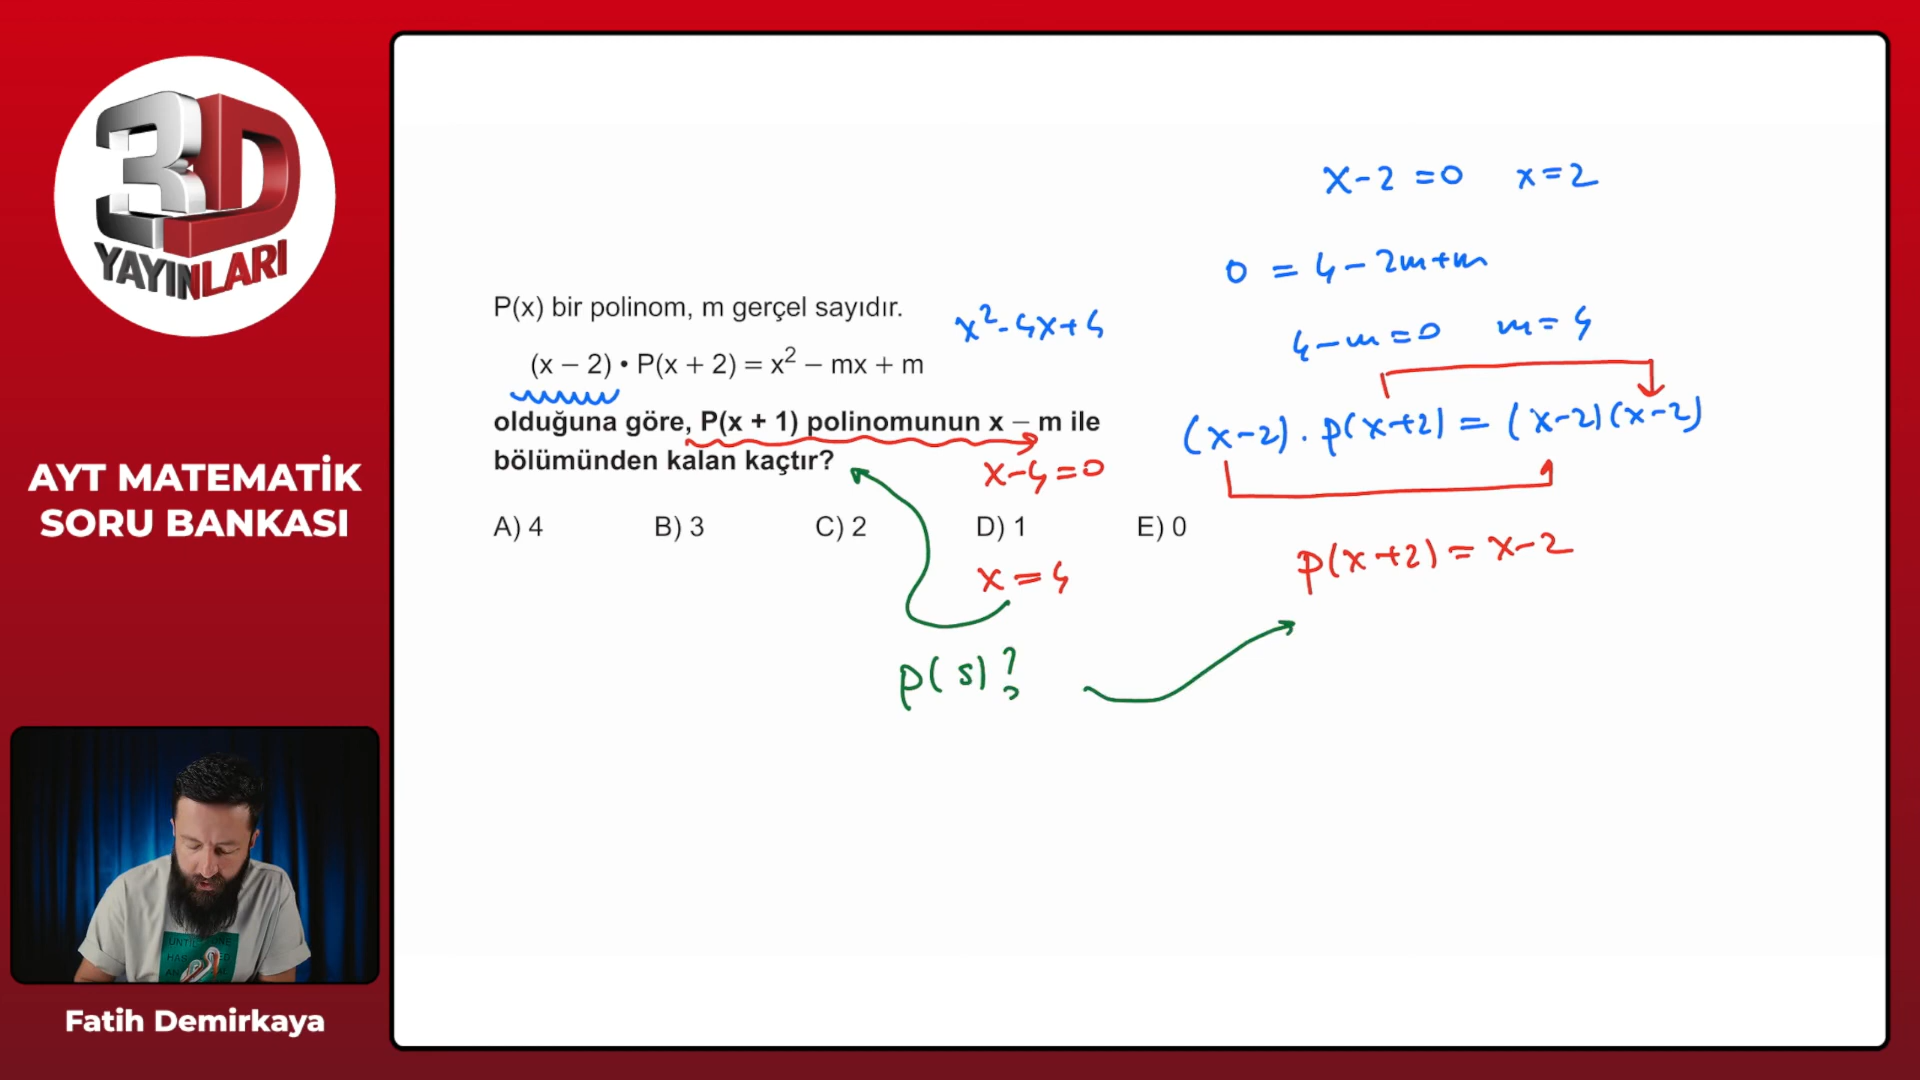 3D
YAYINLARI
AYT MATEMATİK
SORU BANKASI
Fatih Demirkaya
P(x) bir polinom, m gerçel sayıdır.
(x – 2) • P(x + 2) = x² – mx + m
x²-4x+4
olduğuna göre, P(x + 1) polinomunun x – m ile
bölümünden kalan kaçtır?
x-4=0
A) 4 B) 3 C) 2 D) 1 E) 0
x=4
P(5)?
x-2=0 x=2
0 = 4-2m+m
4-m=0 m=4
(x-2).P(x+2)=(x-2)(x-2)
P(x+2)=x-2